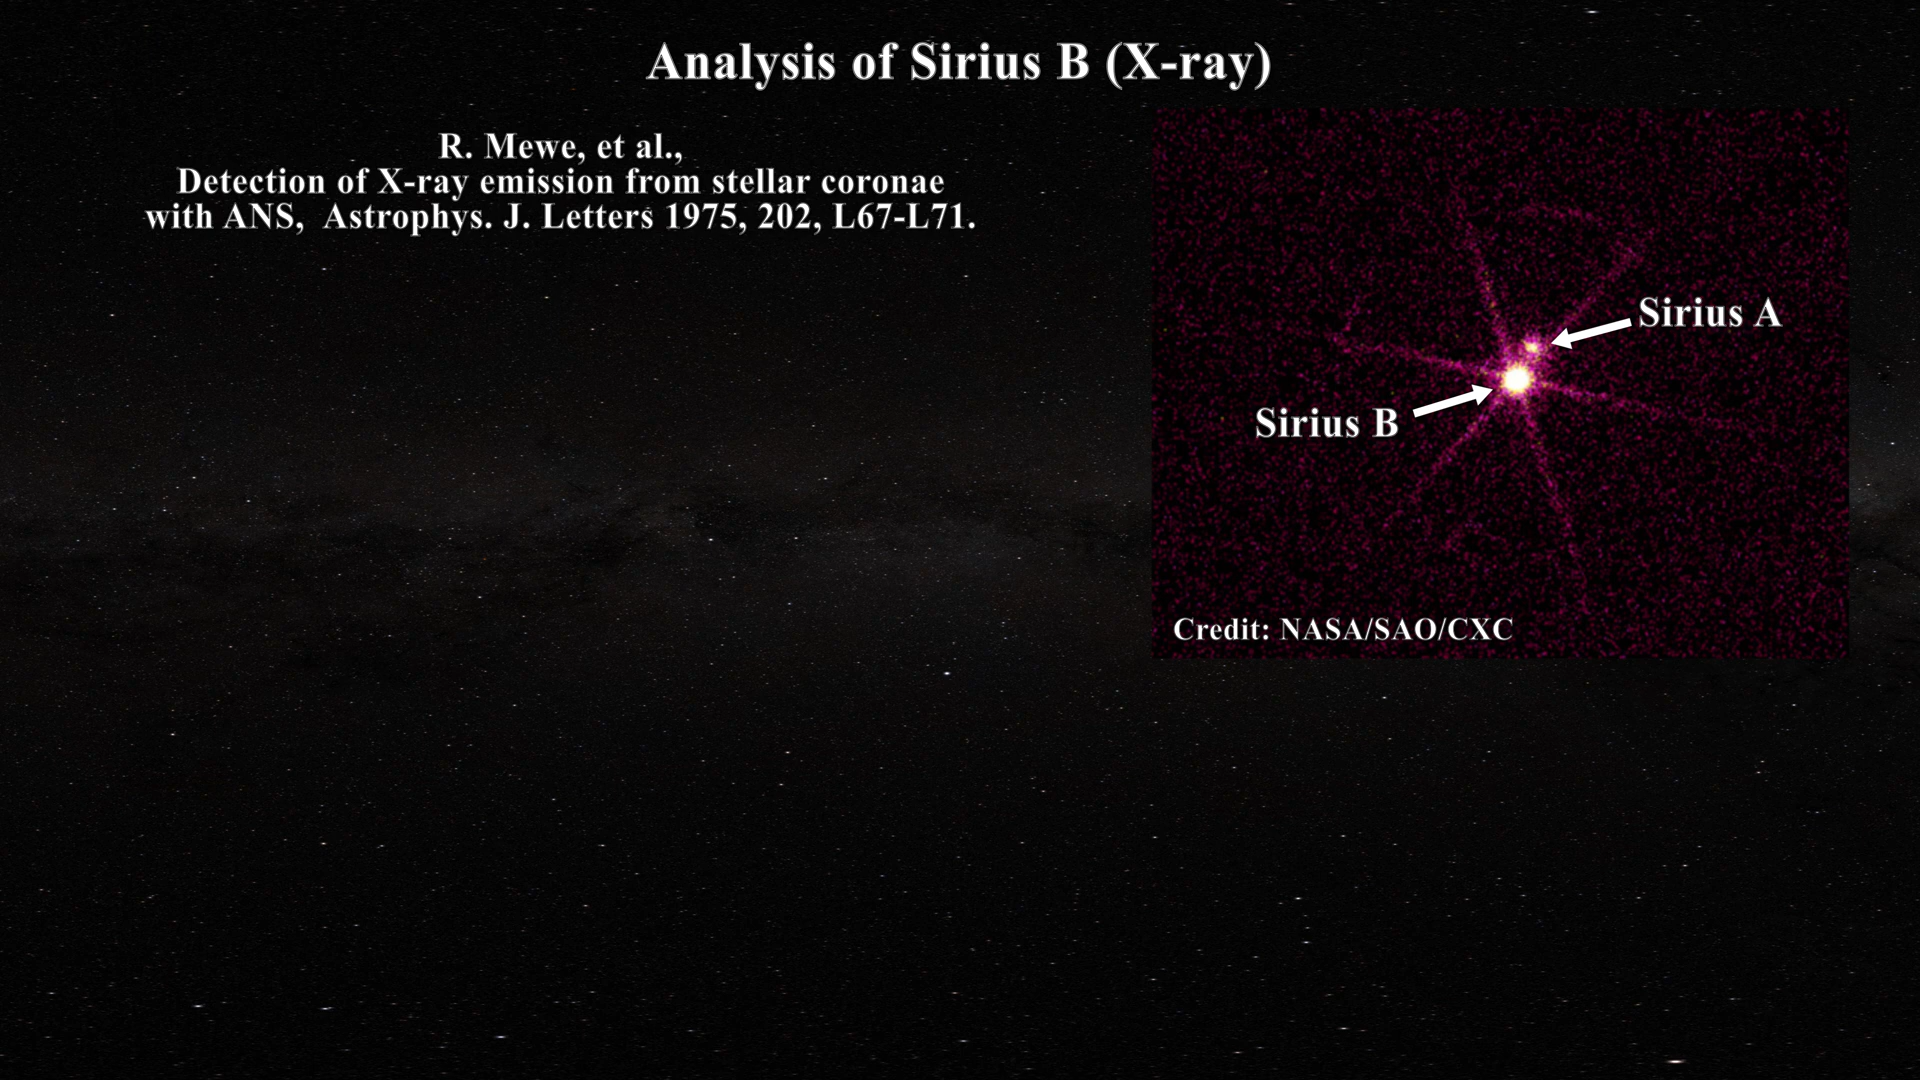 Analysis of Sirius B (X-ray)
R. Mewe, et al.,
Detection of X-ray emission from stellar coronae
with ANS,  Astrophys. J. Letters 1975, 202, L67-L71.
Sirius A
Sirius B
Credit: NASA/SAO/CXC